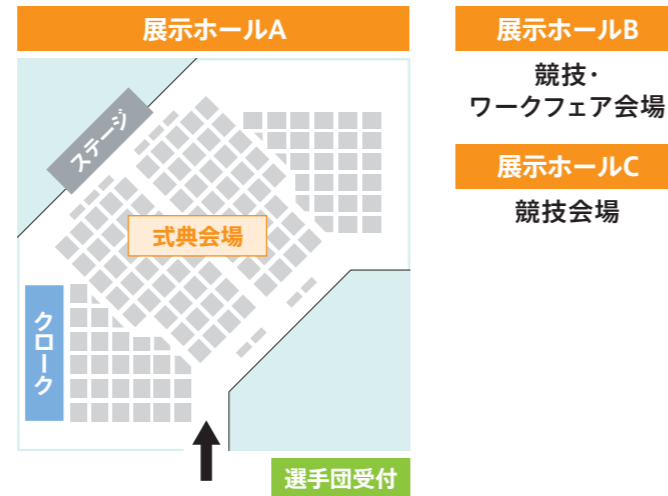 展示ホールA
ステージ
式典会場
クローク
選手団受付
展示ホールB
競技・
ワークフェア会場
展示ホールC
競技会場